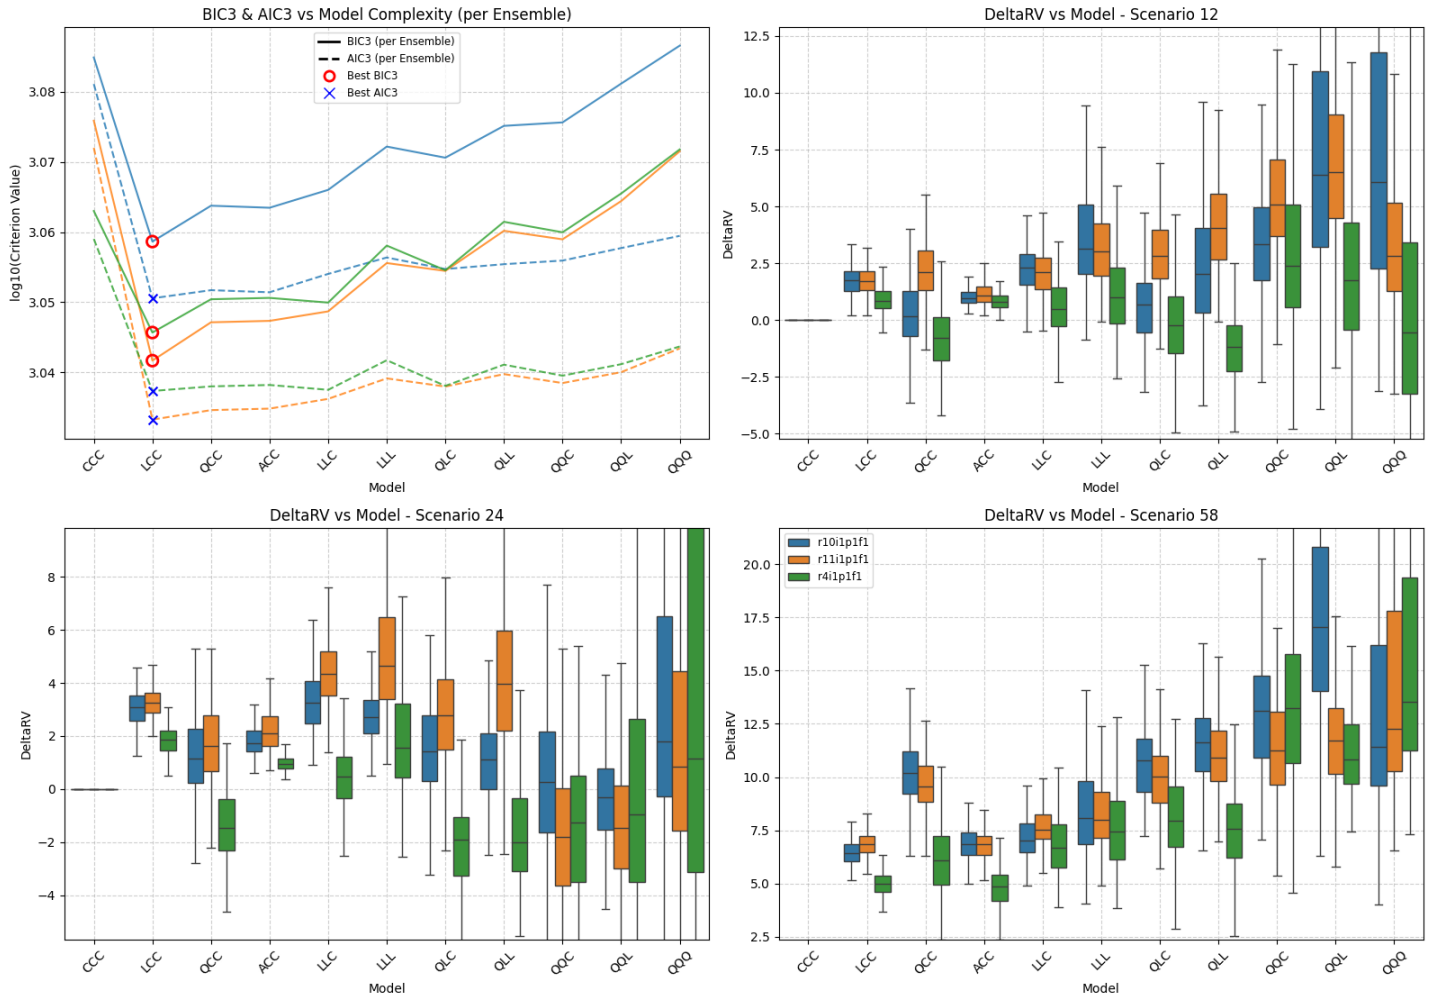 BIC3 & AIC3 vs Model Complexity (per Ensemble)
log10(Criterion Value)
3.08
3.07
3.06
3.05
3.04
BIC3 (per Ensemble)
AIC3 (per Ensemble)
Best BIC3
Best AIC3
CCC
LCC
QCC
ACC
LLC
LLL
QLC
QLL
QQC
QQL
QQQ
Model
DeltaRV vs Model - Scenario 12
DeltaRV
12.5
10.0
7.5
5.0
2.5
0.0
−2.5
−5.0
CCC
LCC
QCC
ACC
LLC
LLL
QLC
QLL
QQC
QQL
QQQ
Model
DeltaRV vs Model - Scenario 24
DeltaRV
8
6
4
2
0
−2
−4
CCC
LCC
QCC
ACC
LLC
LLL
QLC
QLL
QQC
QQL
QQQ
Model
DeltaRV vs Model - Scenario 58
DeltaRV
20.0
17.5
15.0
12.5
10.0
7.5
5.0
2.5
r10i1p1f1
r11i1p1f1
r4i1p1f1
CCC
LCC
QCC
ACC
LLC
LLL
QLC
QLL
QQC
QQL
QQQ
Model